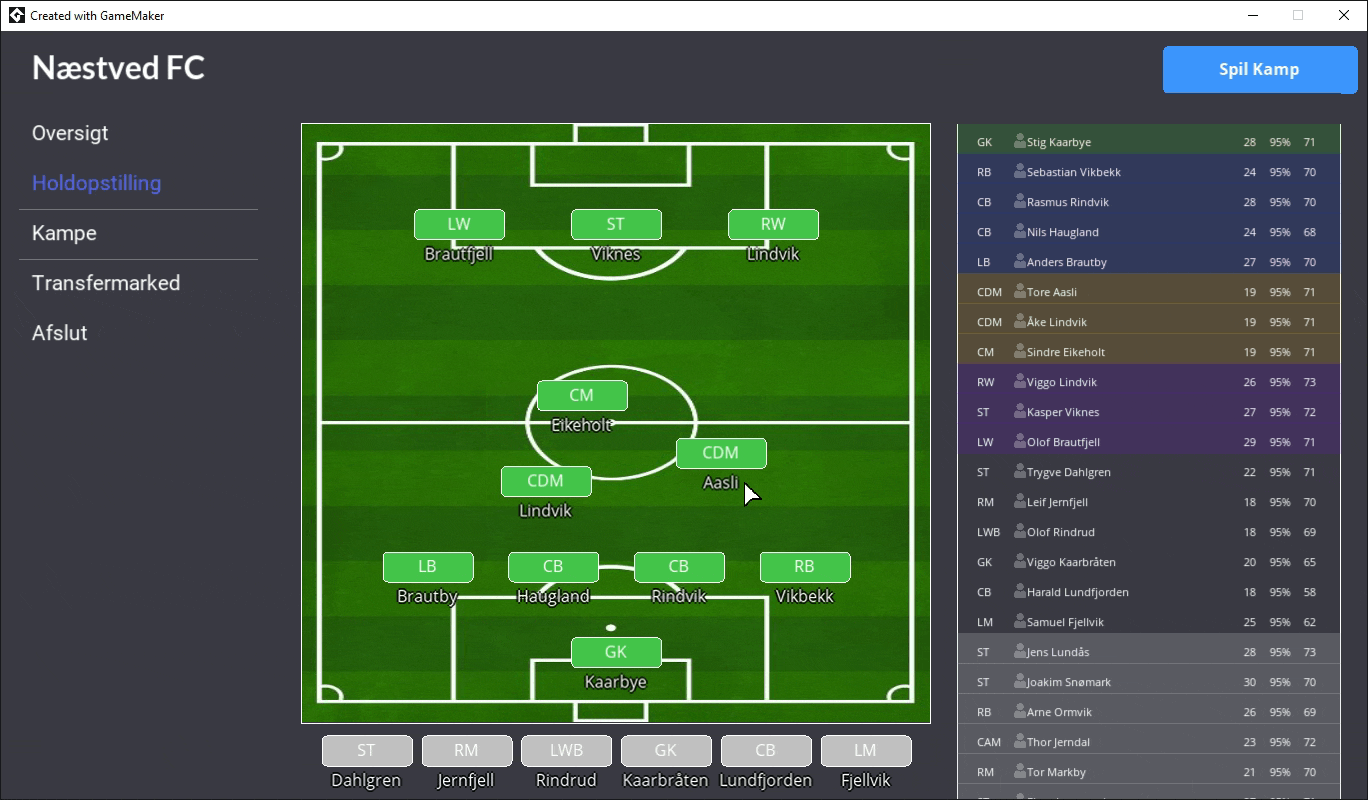 Created with GameMaker
Næstved FC
Spil Kamp
Oversigt
Holdopstilling
Kampe
Transfermarked
Afslut
LW ST RW
Brautfjell Viknes Lindvik
CM
Eikeholt
CDM
Aasli
CDM
Lindvik
LB CB CB RB
Brautby Haugland Rindvik Vikbekk
GK
Kaarbye
ST RM LWB GK CB LM
Dahlgren Jernfjell Rindrud Kaarbråten Lundfjorden Fjellvik
GK Stig Kaarbye 28 95% 71
RB Sebastian Vikbekk 24 95% 70
CB Rasmus Rindvik 28 95% 70
CB Nils Haugland 24 95% 68
LB Anders Brautby 27 95% 70
CDM Tore Aasli 19 95% 71
CDM Åke Lindvik 19 95% 71
CM Sindre Eikeholt 19 95% 71
RW Viggo Lindvik 26 95% 73
ST Kasper Viknes 27 95% 72
LW Olof Brautfjell 29 95% 71
ST Trygve Dahlgren 22 95% 71
RM Leif Jernfjell 18 95% 70
LWB Olof Rindrud 18 95% 69
GK Viggo Kaarbråten 20 95% 65
CB Harald Lundfjorden 18 95% 58
LM Samuel Fjellvik 25 95% 62
ST Jens Lundås 28 95% 73
ST Joakim Snømark 30 95% 70
RB Arne Ormvik 26 95% 69
CAM Thor Jerndal 23 95% 72
RM Tor Markby 21 95% 70